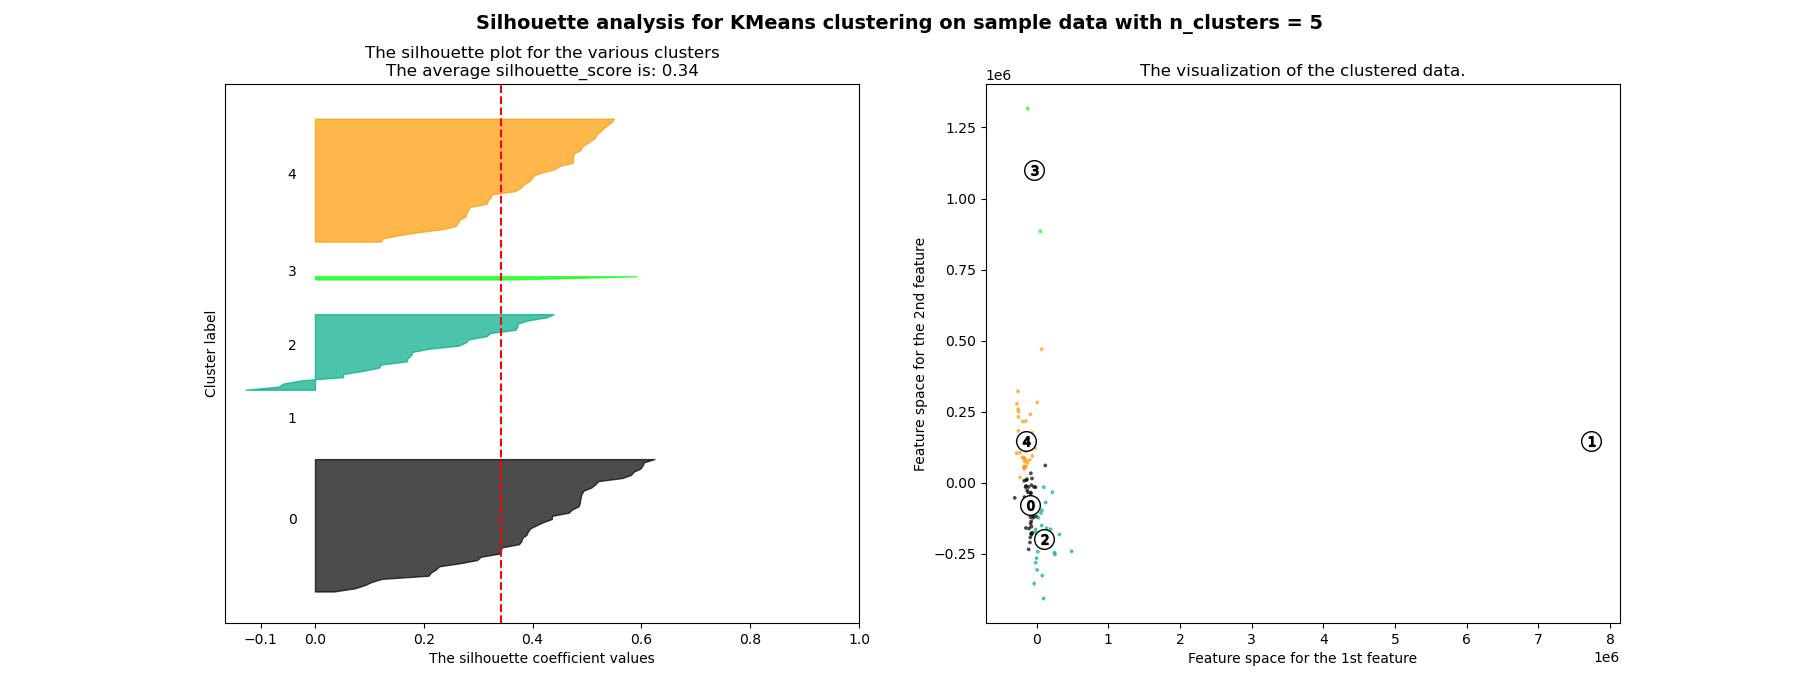 Silhouette analysis for KMeans clustering on sample data with n_clusters = 5
The silhouette plot for the various clusters
The average silhouette_score is: 0.34
4
3
2
1
0
Cluster label
−0.1 0.0 0.2 0.4 0.6 0.8 1.0
The silhouette coefficient values
The visualization of the clustered data.
1e6
1.25
1.00
0.75
0.50
0.25
0.00
−0.25
Feature space for the 2nd feature
3
4
1
0
2
0 1 2 3 4 5 6 7 8
1e6
Feature space for the 1st feature